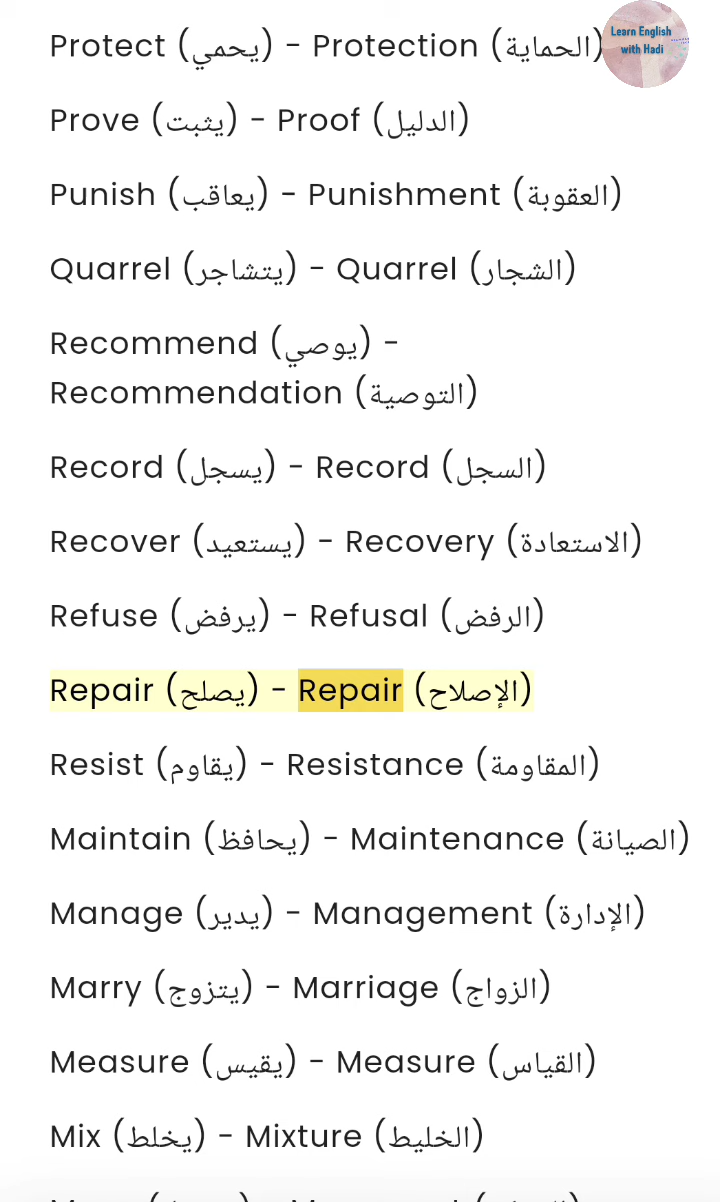 Learn English
with Hadi
Protect (يحمي) - Protection (الحماية)
Prove (يثبت) - Proof (الدليل)
Punish (يعاقب) - Punishment (العقوبة)
Quarrel (يتشاجر) - Quarrel (الشجار)
Recommend (يوصي) -
Recommendation (التوصية)
Record (يسجل) - Record (السجل)
Recover (يستعيد) - Recovery (الاستعادة)
Refuse (يرفض) - Refusal (الرفض)
Repair (يصلح) - Repair (الإصلاح)
Resist (يقاوم) - Resistance (المقاومة)
Maintain (يحافظ) - Maintenance (الصيانة)
Manage (يدير) - Management (الإدارة)
Marry (يتزوج) - Marriage (الزواج)
Measure (يقيس) - Measure (القياس)
Mix (يخلط) - Mixture (الخليط)